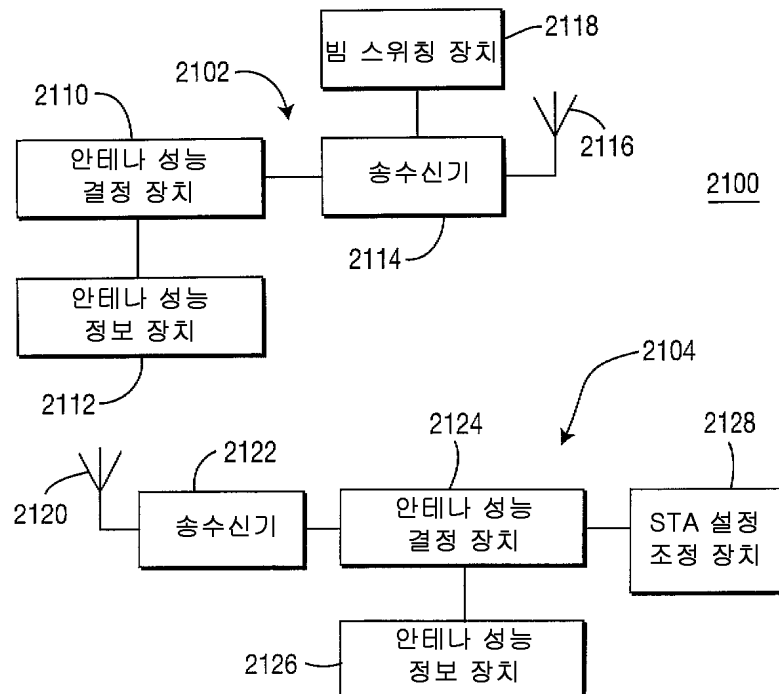 빔 스위칭 장치
2118
2102
2110
안테나 성능
결정 장치
송수신기
2116
2100
2114
안테나 성능
정보 장치
2112
2104
2124
2128
2122
2120
송수신기
안테나 성능
결정 장치
STA 설정
조정 장치
2126
안테나 성능
정보 장치